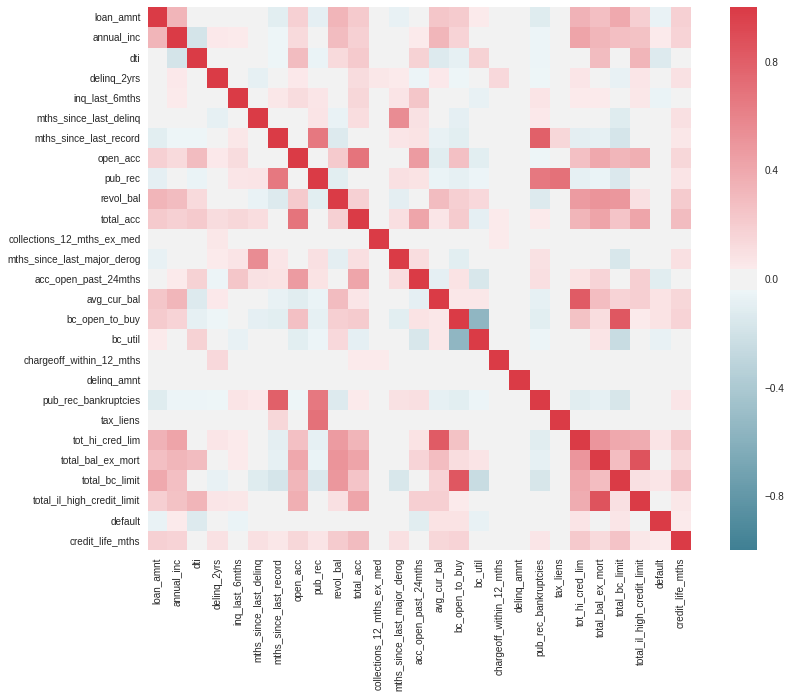 loan_amnt
annual_inc
dti
delinq_2yrs
inq_last_6mths
mths_since_last_delinq
mths_since_last_record
open_acc
pub_rec
revol_bal
total_acc
collections_12_mths_ex_med
mths_since_last_major_derog
acc_open_past_24mths
avg_cur_bal
bc_open_to_buy
bc_util
chargeoff_within_12_mths
delinq_amnt
pub_rec_bankruptcies
tax_liens
tot_hi_cred_lim
total_bal_ex_mort
total_bc_limit
total_il_high_credit_limit
default
credit_life_mths
loan_amnt
annual_inc
dti
delinq_2yrs
inq_last_6mths
mths_since_last_delinq
mths_since_last_record
open_acc
pub_rec
revol_bal
total_acc
collections_12_mths_ex_med
mths_since_last_major_derog
acc_open_past_24mths
avg_cur_bal
bc_open_to_buy
bc_util
chargeoff_within_12_mths
delinq_amnt
pub_rec_bankruptcies
tax_liens
tot_hi_cred_lim
total_bal_ex_mort
total_bc_limit
total_il_high_credit_limit
default
credit_life_mths
0.8
0.4
0.0
−0.4
−0.8